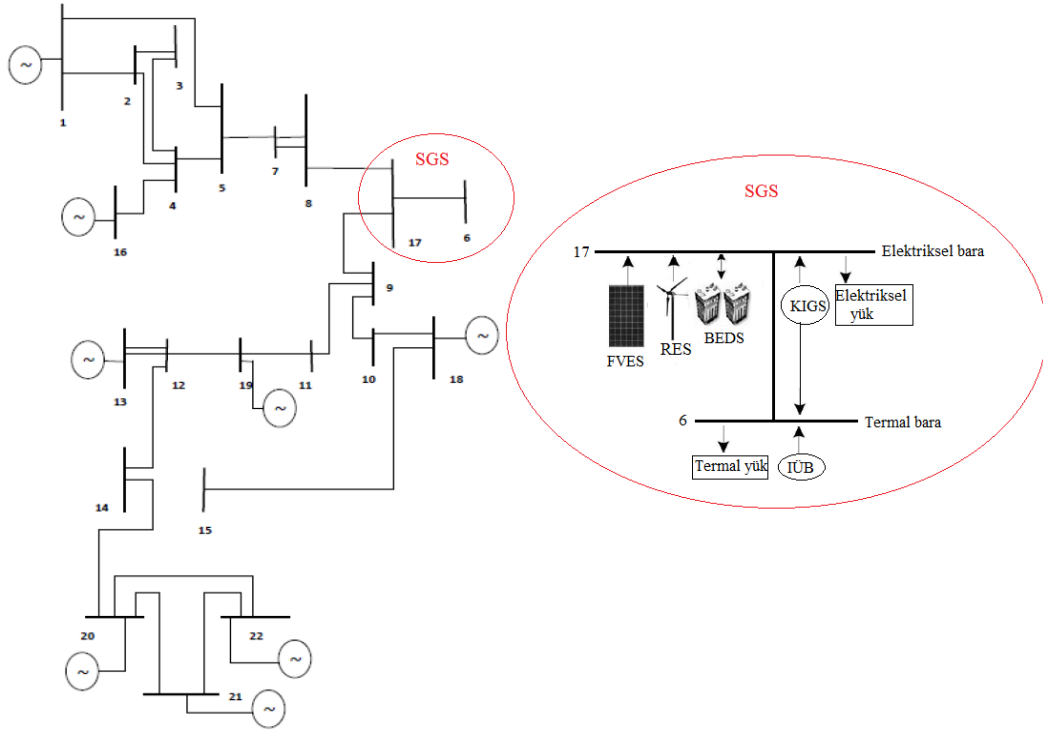 ~
1
2
3
4
5
7
8
SGS
17
6
~
16
9
~
13
12
19
11
10
18
~
~
14
15
20
22
~
~
21
~
SGS
17
Elektriksel bara
FVES
RES
BEDS
KIGS
Elektriksel
yük
6
Termal bara
Termal yük
IÜB